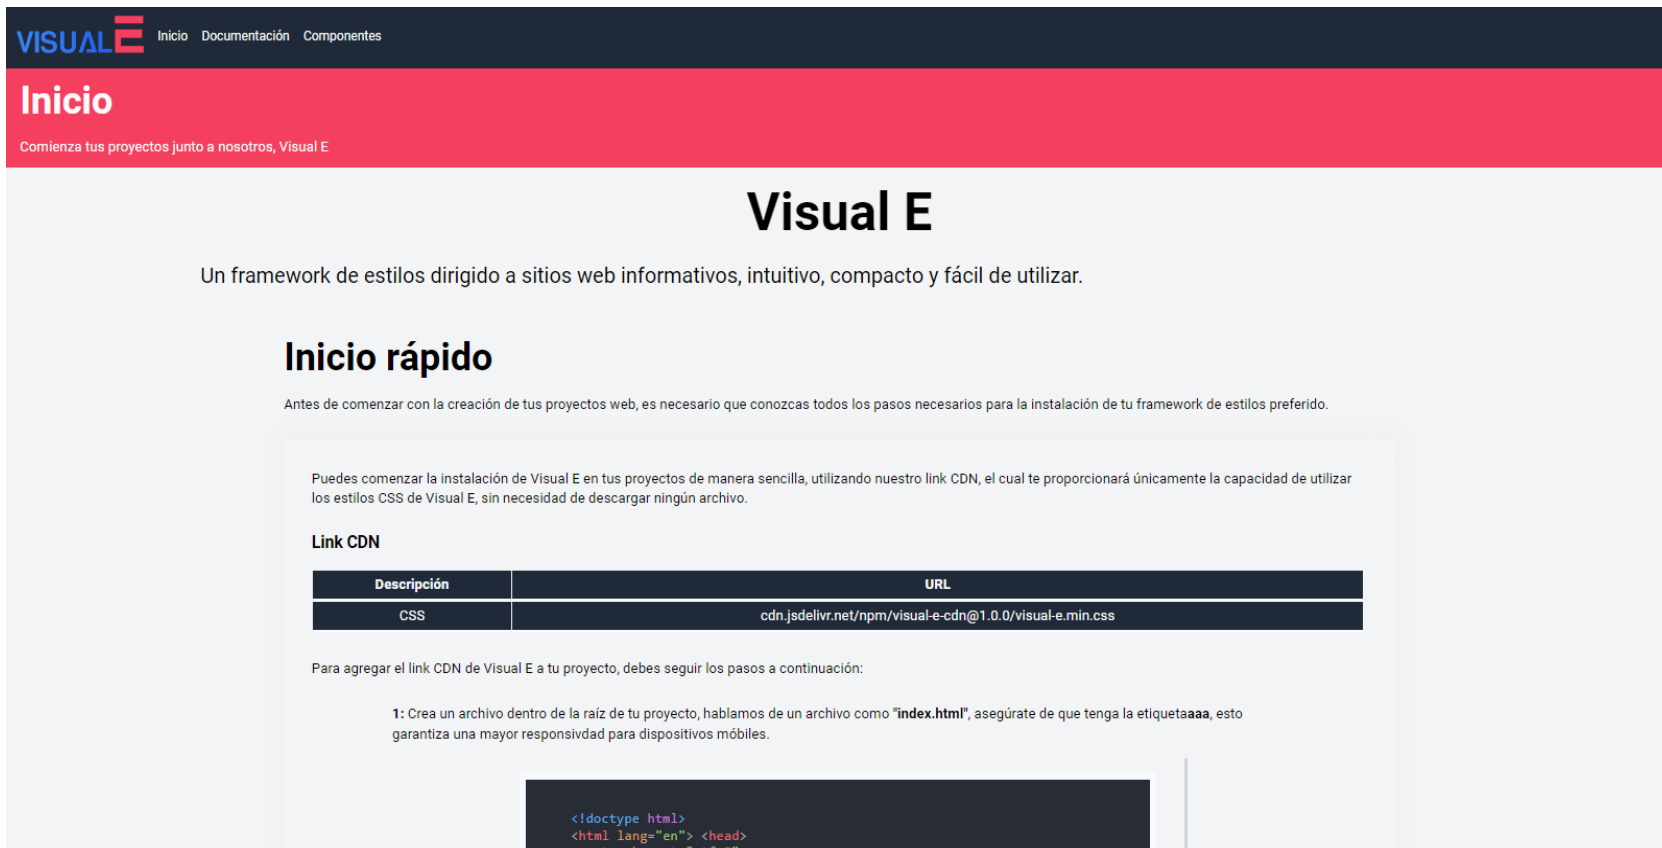 VISUAL E Inicio Documentación Componentes
Inicio
Comienza tus proyectos junto a nosotros, Visual E
Visual E
Un framework de estilos dirigido a sitios web informativos, intuitivo, compacto y fácil de utilizar.
Inicio rápido
Antes de comenzar con la creación de tus proyectos web, es necesario que conozcas todos los pasos necesarios para la instalación de tu framework de estilos preferido.
Puedes comenzar la instalación de Visual E en tus proyectos de manera sencilla, utilizando nuestro link CDN, el cual te proporcionará únicamente la capacidad de utilizar
los estilos CSS de Visual E, sin necesidad de descargar ningún archivo.
Link CDN
Descripción URL
CSS cdn.jsdelivr.net/npm/visual-e-cdn@1.0.0/visual-e.min.css
Para agregar el link CDN de Visual E a tu proyecto, debes seguir los pasos a continuación:
1: Crea un archivo dentro de la raíz de tu proyecto, hablamos de un archivo como "index.html", asegúrate de que tenga la etiquetaaaa, esto
garantiza una mayor responsivdad para dispositivos móbiles.
<!doctype html>
<html lang="en"> <head>